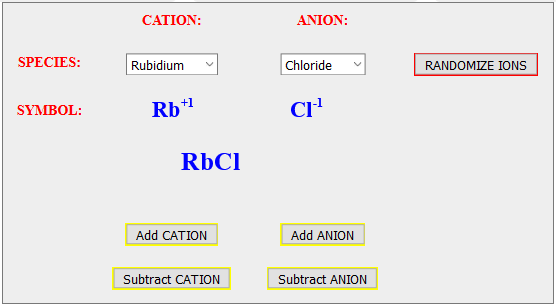 CATION: ANION:
SPECIES: Rubidium Chloride RANDOMIZE IONS
SYMBOL: Rb+1 Cl-1
RbCl
Add CATION Add ANION
Subtract CATION Subtract ANION